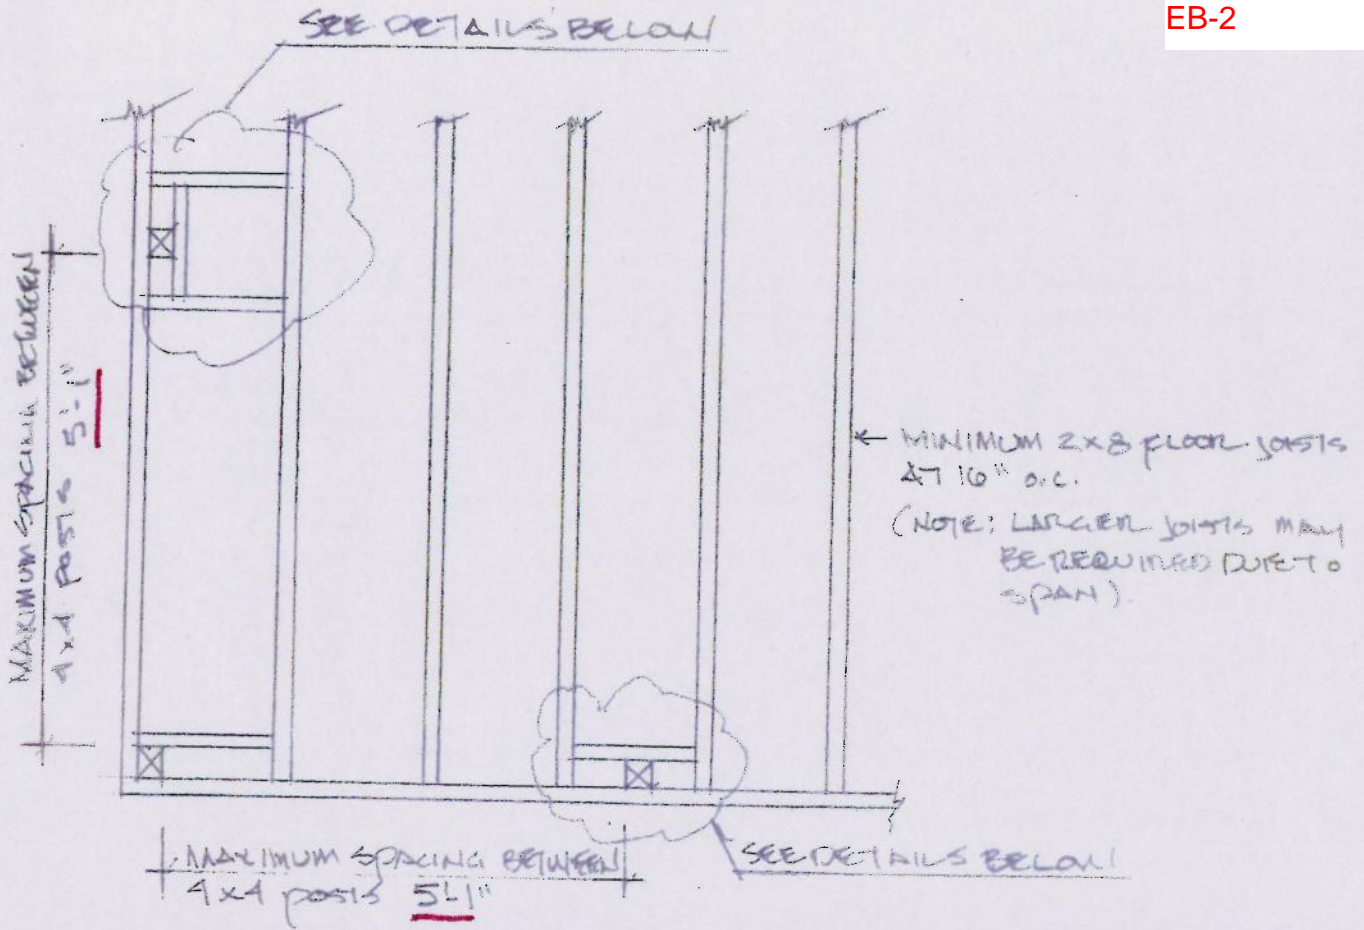 EB-2
SEE DETAILS BELOW
MAXIMUM SPACING BETWEEN
4x4 POSTS 5'-1"
MINIMUM 2x8 FLOOR JOISTS
AT 16" O.C.
(NOTE: LARGER JOISTS MAY
BE REQUIRED DUE TO
SPAN).
MAXIMUM SPACING BETWEEN
4x4 POSTS 5'-1"
SEE DETAILS BELOW